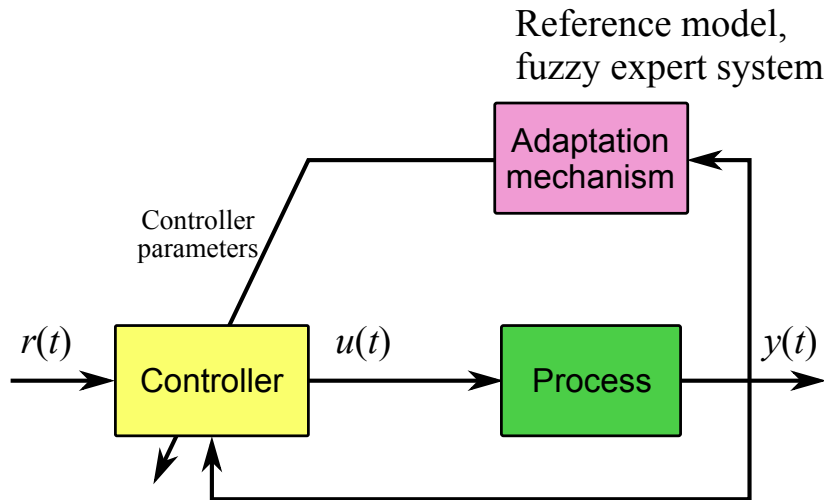 Reference model,
fuzzy expert system
Adaptation
mechanism
Controller
parameters
r(t)
u(t)
y(t)
Controller
Process